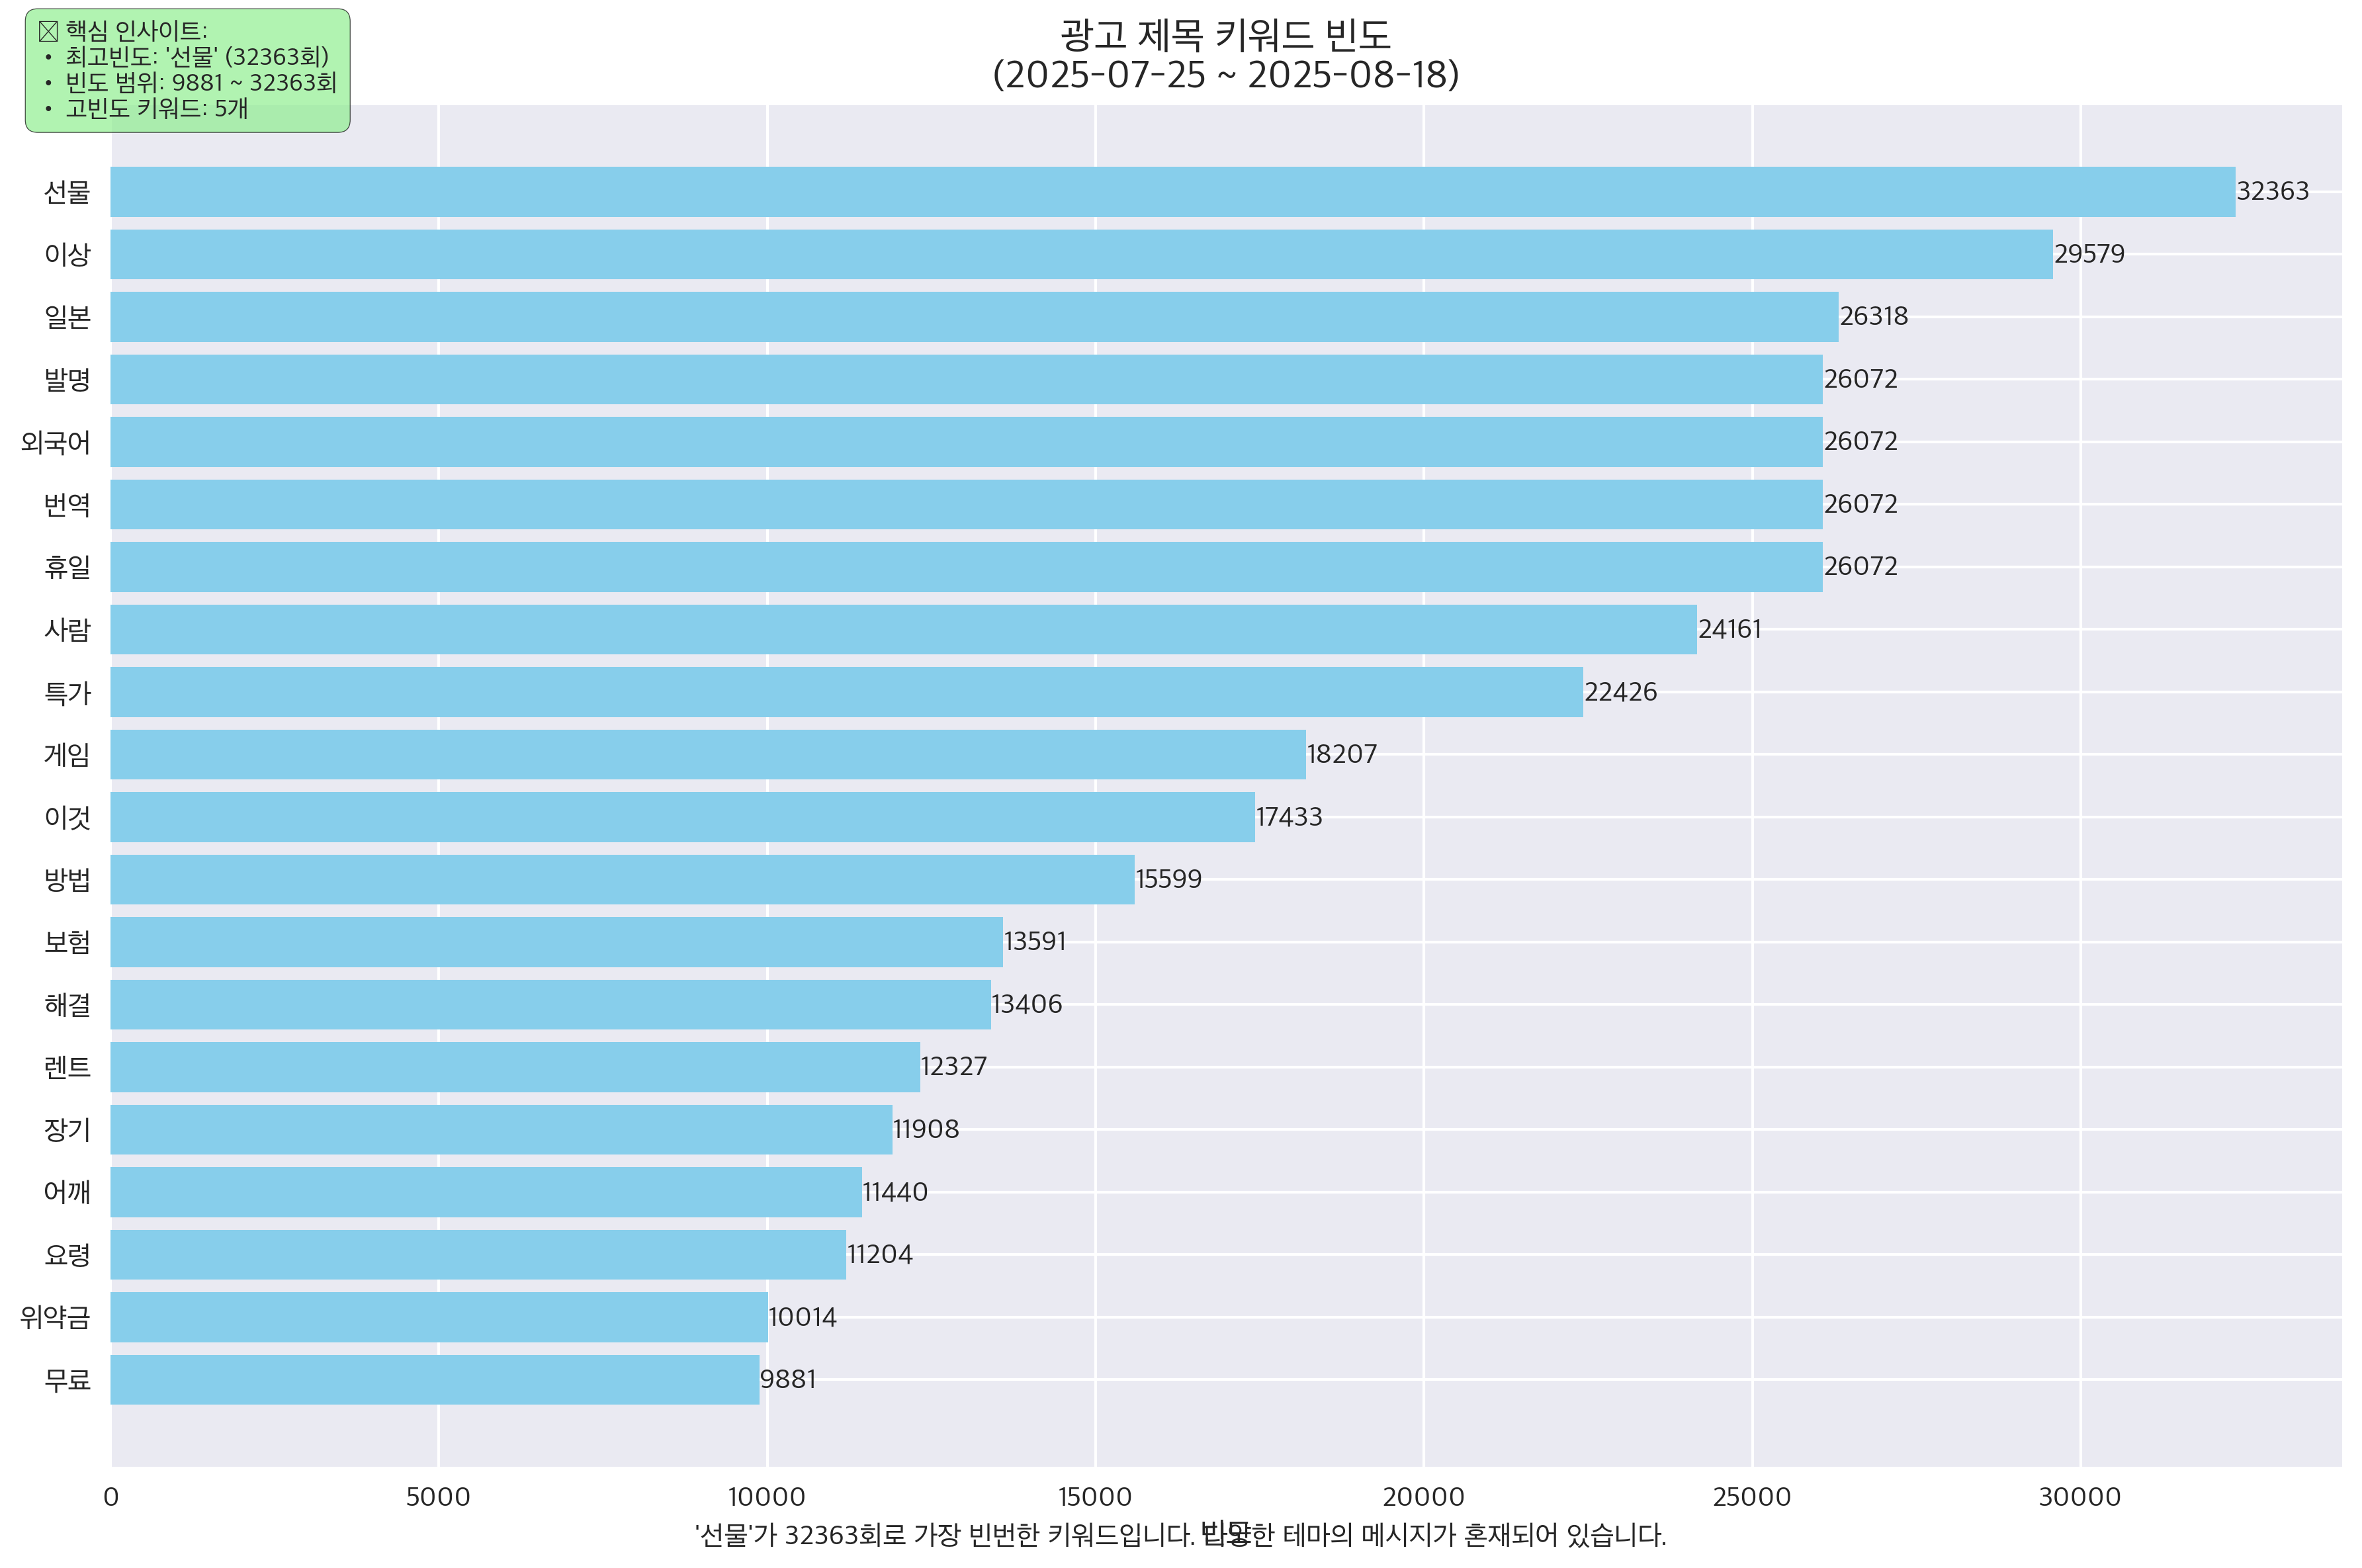 핵심 인사이트:
• 최고빈도: '선물' (32363회)
• 빈도 범위: 9881 ~ 32363회
• 고빈도 키워드: 5개
광고 제목 키워드 빈도
(2025-07-25 ~ 2025-08-18)
선물 32363
이상 29579
일본 26318
발명 26072
외국어 26072
번역 26072
휴일 26072
사람 24161
특가 22426
게임 18207
이것 17433
방법 15599
보험 13591
해결 13406
렌트 12327
장기 11908
어깨 11440
요령 11204
위약금 10014
무료 9881
0 5000 10000 15000 20000 25000 30000
빈도
'선물'가 32363회로 가장 빈번한 키워드입니다. 다양한 테마의 메시지가 혼재되어 있습니다.